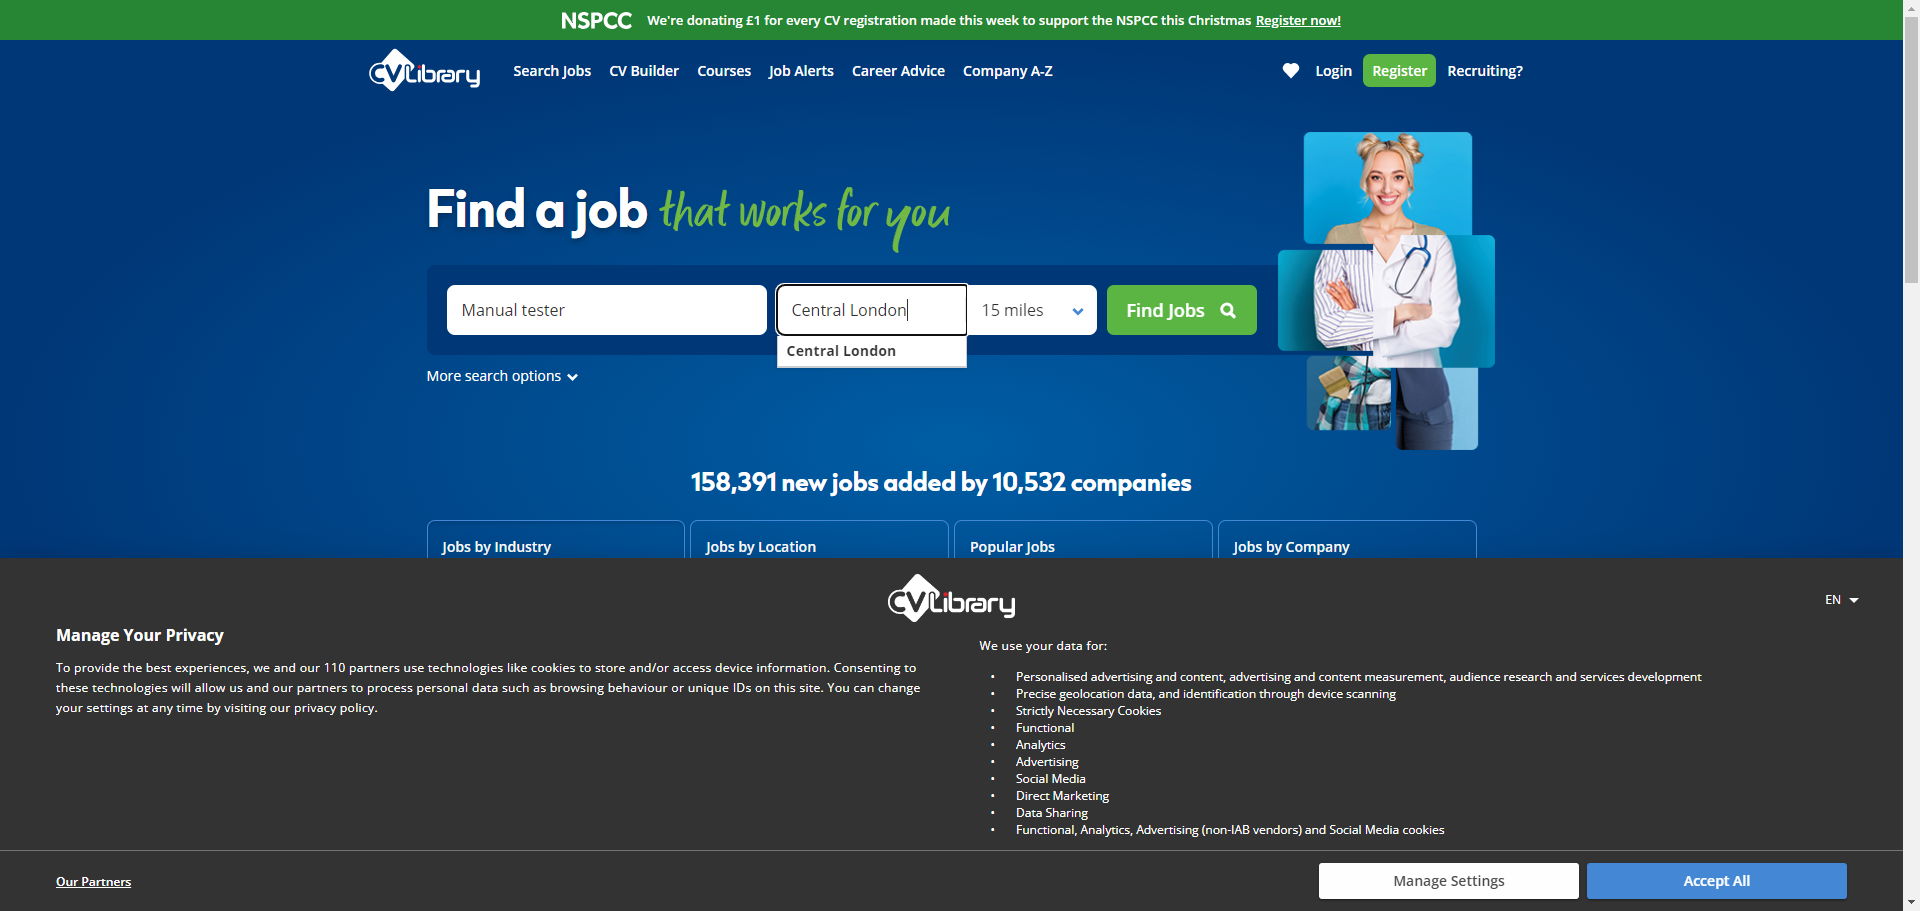 NSPCC We're donating £1 for every CV registration made this week to support the NSPCC this Christmas Register now!
CVLibrary Search Jobs CV Builder Courses Job Alerts Career Advice Company A-Z Login Register Recruiting?
Find a job that works for you
Manual tester Central London 15 miles Find Jobs
Central London
More search options
158,391 new jobs added by 10,532 companies
Jobs by Industry Jobs by Location Popular Jobs Jobs by Company
CVLibrary
EN
Manage Your Privacy
To provide the best experiences, we and our 110 partners use technologies like cookies to store and/or access device information. Consenting to
these technologies will allow us and our partners to process personal data such as browsing behaviour or unique IDs on this site. You can change
your settings at any time by visiting our privacy policy.
We use your data for:
• Personalised advertising and content, advertising and content measurement, audience research and services development
• Precise geolocation data, and identification through device scanning
• Strictly Necessary Cookies
• Functional
• Analytics
• Advertising
• Social Media
• Direct Marketing
• Data Sharing
• Functional, Analytics, Advertising (non-IAB vendors) and Social Media cookies
Our Partners Manage Settings Accept All